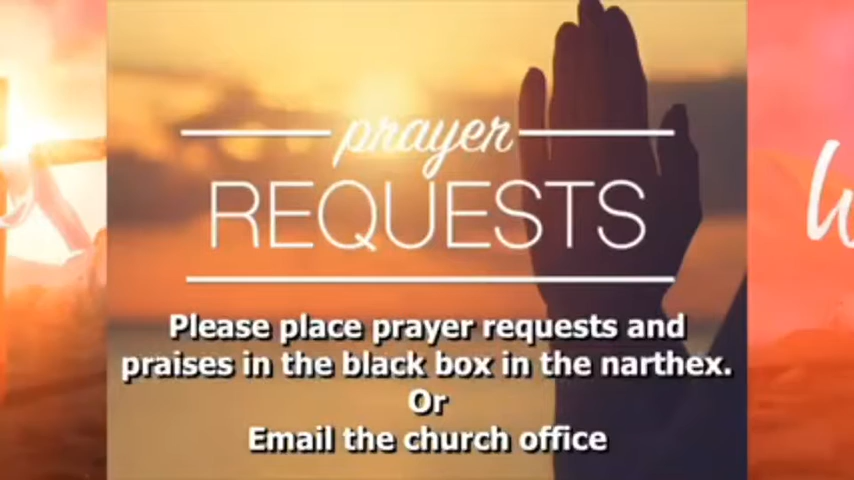 prayer
REQUESTS
Please place prayer requests and
praises in the black box in the narthex.
Or
Email the church office